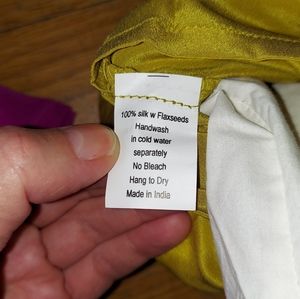 100% silk w Flaxseeds
Handwash
in cold water
separately
No Bleach
Hang to Dry
Made in India